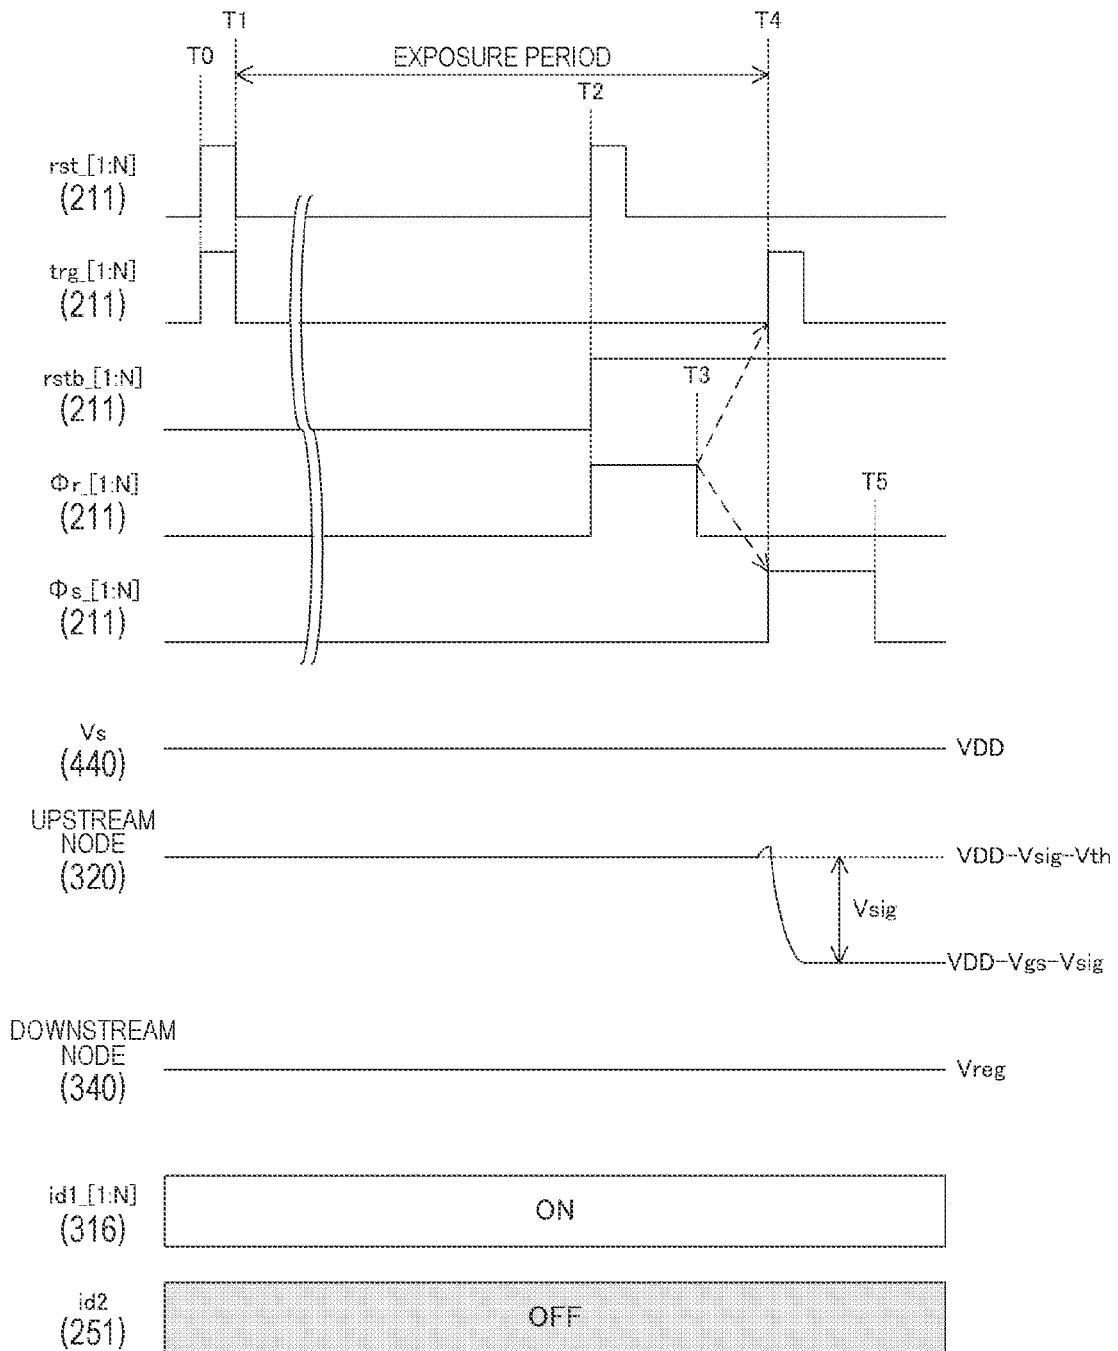 T1
T4
T0
EXPOSURE PERIOD
T2
rst_[1:N]
(211)
trg_[1:N]
(211)
rstb_[1:N]
(211)
T3
Φr_[1:N]
(211)
T5
Φs_[1:N]
(211)
Vs
(440)
VDD
UPSTREAM
NODE
(320)
VDD-Vsig-Vth
Vsig
VDD-Vgs-Vsig
DOWNSTREAM
NODE
(340)
Vreg
id1_[1:N]
(316)
ON
id2
(251)
OFF